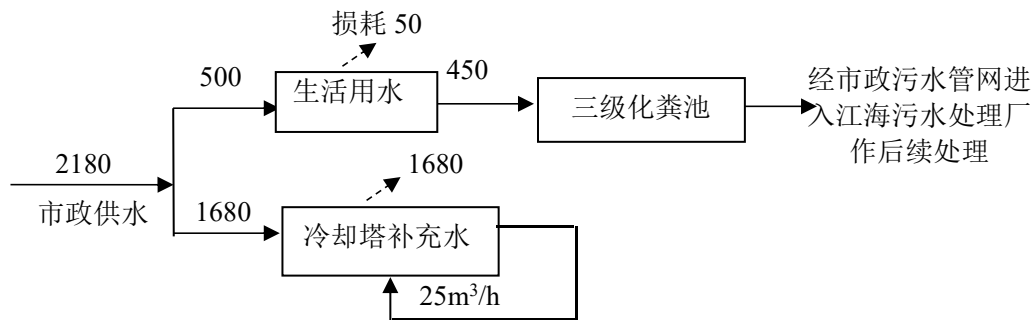 损耗 50
500
生活用水
450
三级化粪池
经市政污水管网进
入江海污水处理厂
作后续处理
2180
市政供水
1680
1680
冷却塔补充水
25m³/h